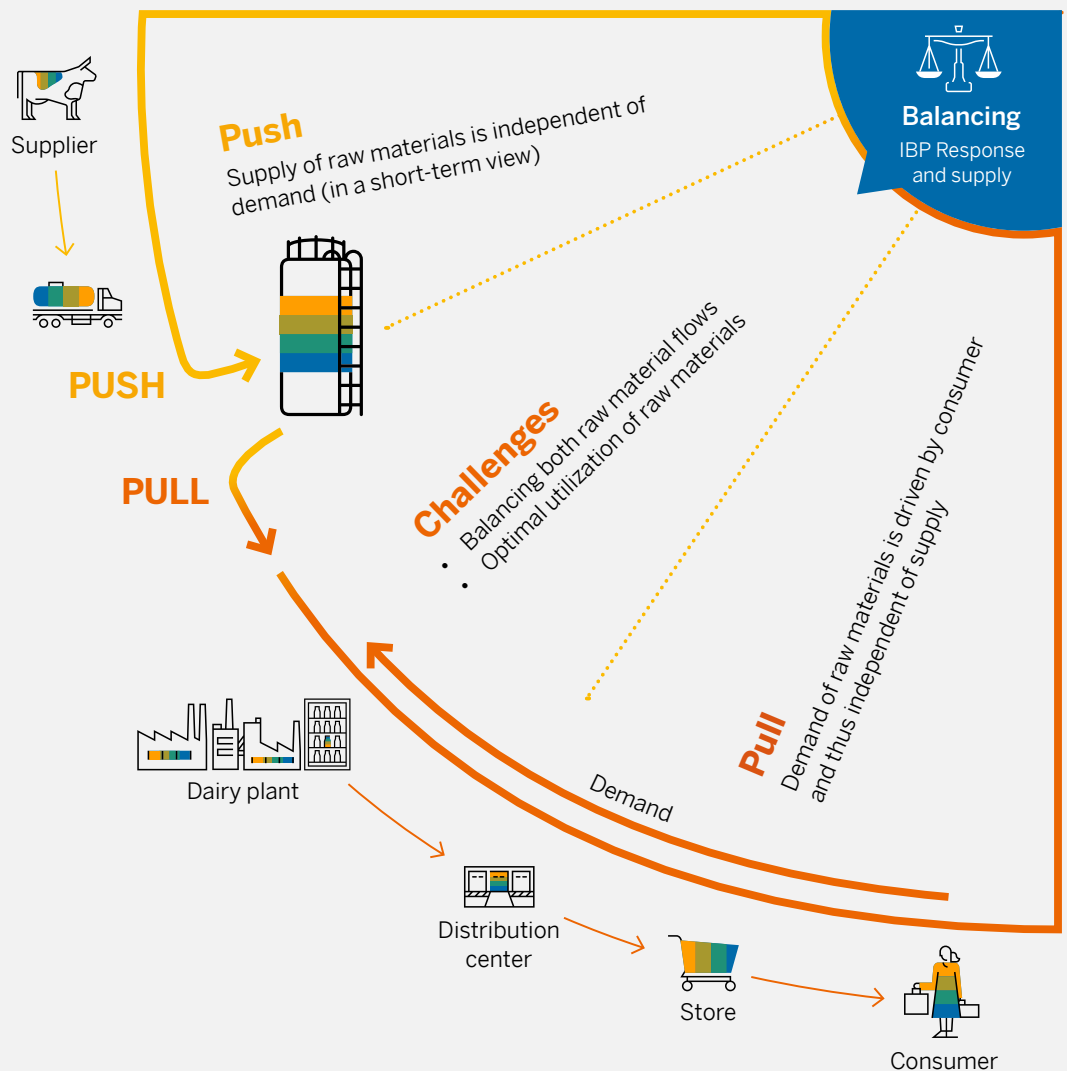 Supplier
Push
Supply of raw materials is independent of
demand (in a short-term view)
Balancing
IBP Response
and supply
PUSH
PULL
Challenges
• Balancing both raw material flows
• Optimal utilization of raw materials
Pull
Demand of raw materials is driven by consumer
and thus independent of supply
Demand
Dairy plant
Distribution
center
Store
Consumer